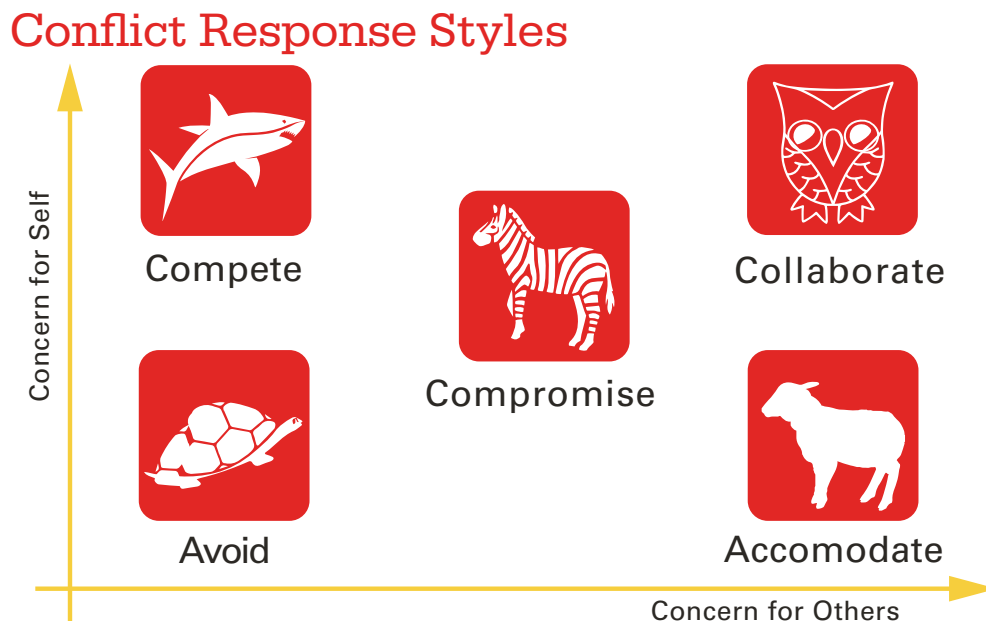 Conflict Response Styles
Concern for Self
Compete
Collaborate
Compromise
Avoid
Accomodate
Concern for Others